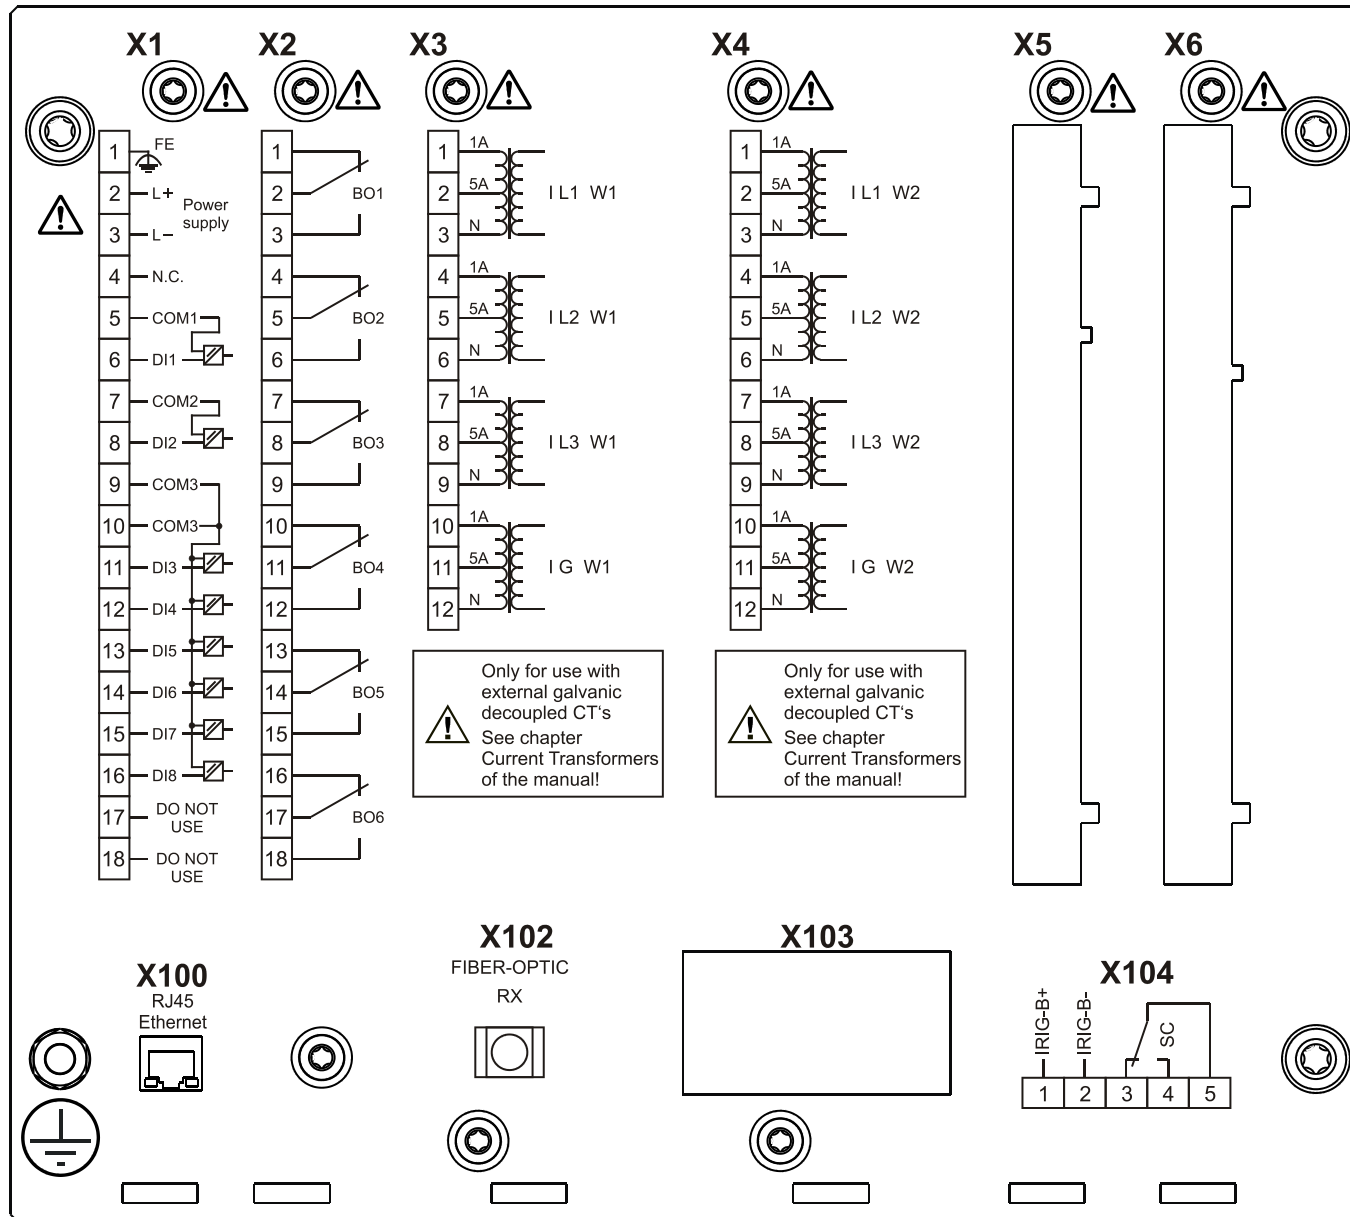 X1
X2
X3
X4
X5
X6
1
FE
2
L+
Power
supply
3
L–
4
N.C.
5
COM1
6
DI1
7
COM2
8
DI2
9
COM3
10
COM3
11
DI3
12
DI4
13
DI5
14
DI6
15
DI7
16
DI8
17
DO NOT
USE
18
DO NOT
USE
1
2
BO1
3
4
5
BO2
6
7
8
BO3
9
10
11
BO4
12
13
14
BO5
15
16
17
BO6
18
1
1A
2
5A
I L1 W1
3
N
4
1A
5
5A
I L2 W1
6
N
7
1A
8
5A
I L3 W1
9
N
10
1A
11
5A
I G W1
12
N
Only for use with
external galvanic
decoupled CT‘s
See chapter
Current Transformers
of the manual!
1
1A
2
5A
I L1 W2
3
N
4
1A
5
5A
I L2 W2
6
N
7
1A
8
5A
I L3 W2
9
N
10
1A
11
5A
I G W2
12
N
Only for use with
external galvanic
decoupled CT‘s
See chapter
Current Transformers
of the manual!
X100
RJ45
Ethernet
X102
FIBER-OPTIC
RX
X103
X104
IRIG-B+
IRIG-B-
SC
1 2 3 4 5